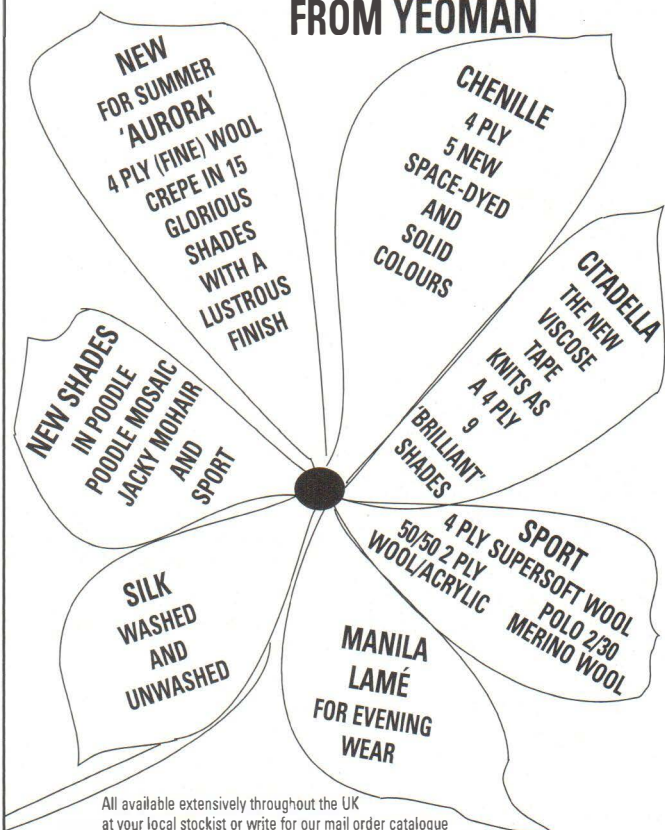 FROM YEOMAN
NEW
FOR SUMMER
'AURORA'
4 PLY (FINE) WOOL
CREPE IN 15
GLORIOUS
SHADES
WITH A
LUSTROUS
FINISH
CHENILLE
4 PLY
5 NEW
SPACE-DYED
AND
SOLID
COLOURS
CITADELLA
THE NEW
VISCOSE
TAPE
KNITS AS
A 4 PLY
9
'BRILLIANT'
SHADES
SPORT
4 PLY SUPERSOFT WOOL
50/50 2 PLY
WOOL/ACRYLIC
POLO 2/30
MERINO WOOL
MANILA
LAMÉ
FOR EVENING
WEAR
SILK
WASHED
AND
UNWASHED
NEW SHADES
IN POODLE
POODLE MOSAIC
JACKY MOHAIR
AND
SPORT
All available extensively throughout the UK
at your local stockist or write for our mail order catalogue